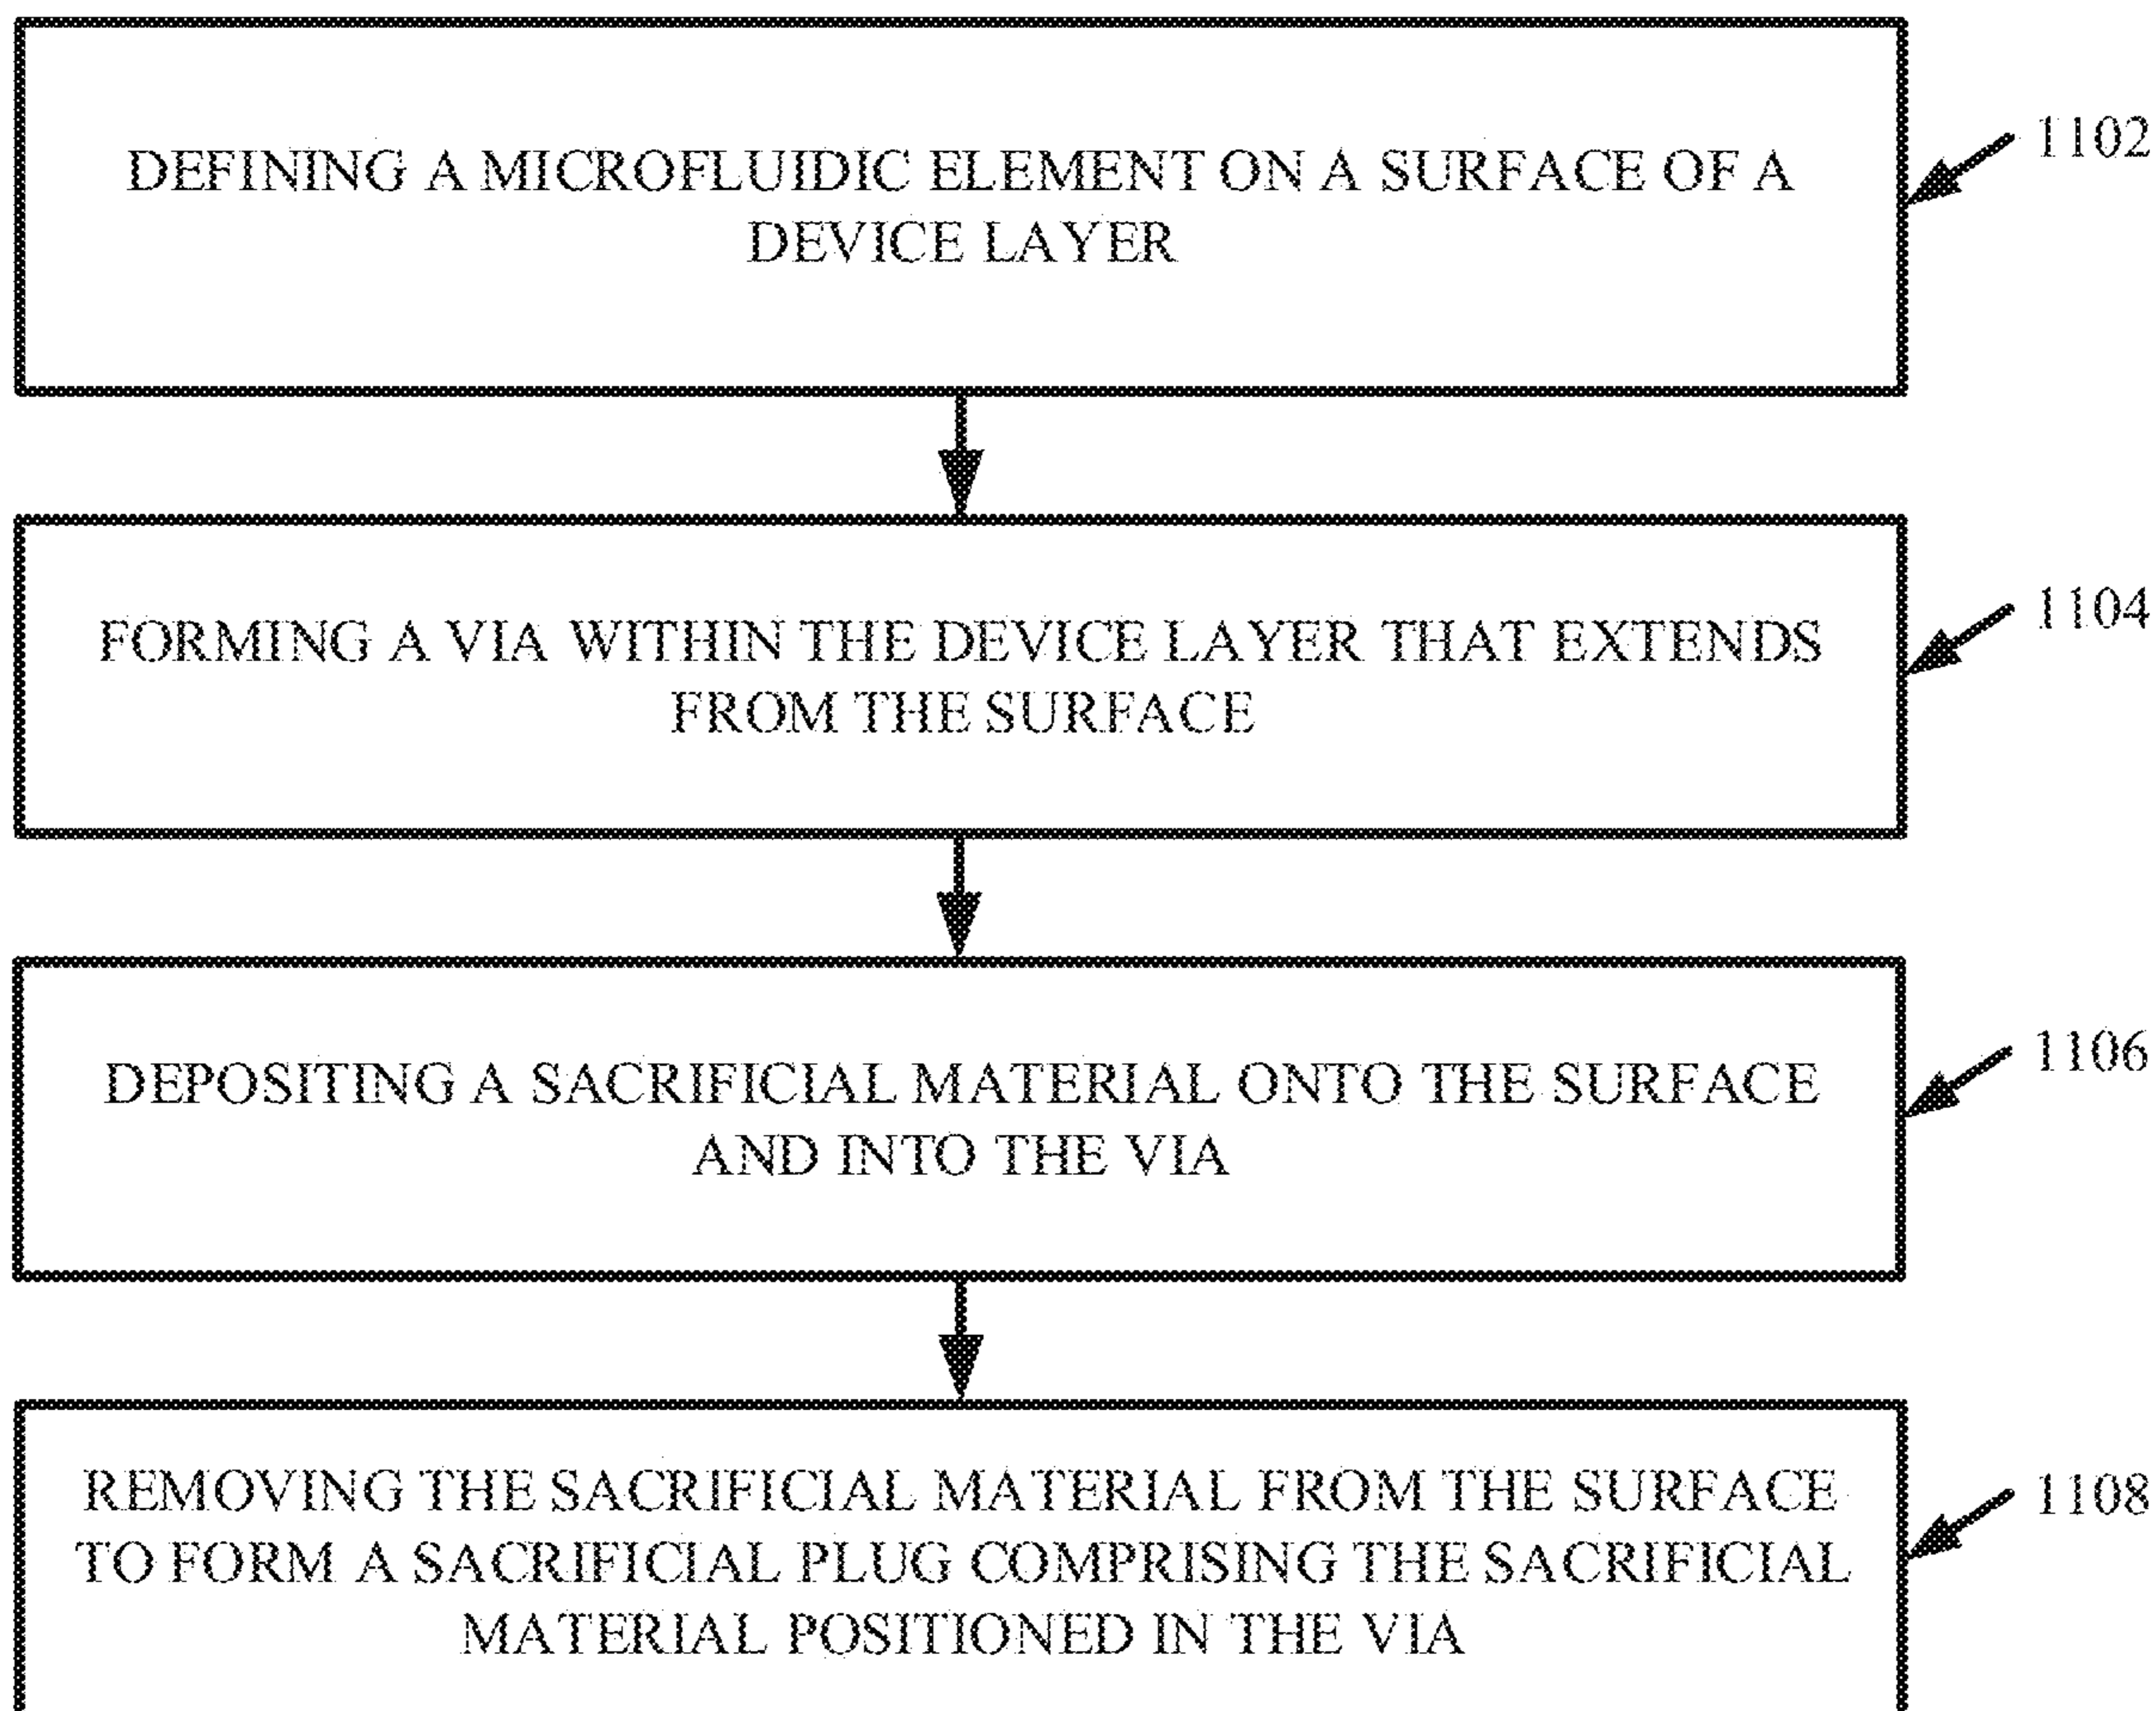 DEFINING A MICROFLUIDIC ELEMENT ON A SURFACE OF A
DEVICE LAYER
1102
FORMING A VIA WITHIN THE DEVICE LAYER THAT EXTENDS
FROM THE SURFACE
1104
DEPOSITING A SACRIFICIAL MATERIAL ONTO THE SURFACE
AND INTO THE VIA
1106
REMOVING THE SACRIFICIAL MATERIAL FROM THE SURFACE
TO FORM A SACRIFICIAL PLUG COMPRISING THE SACRIFICIAL
MATERIAL POSITIONED IN THE VIA
1108